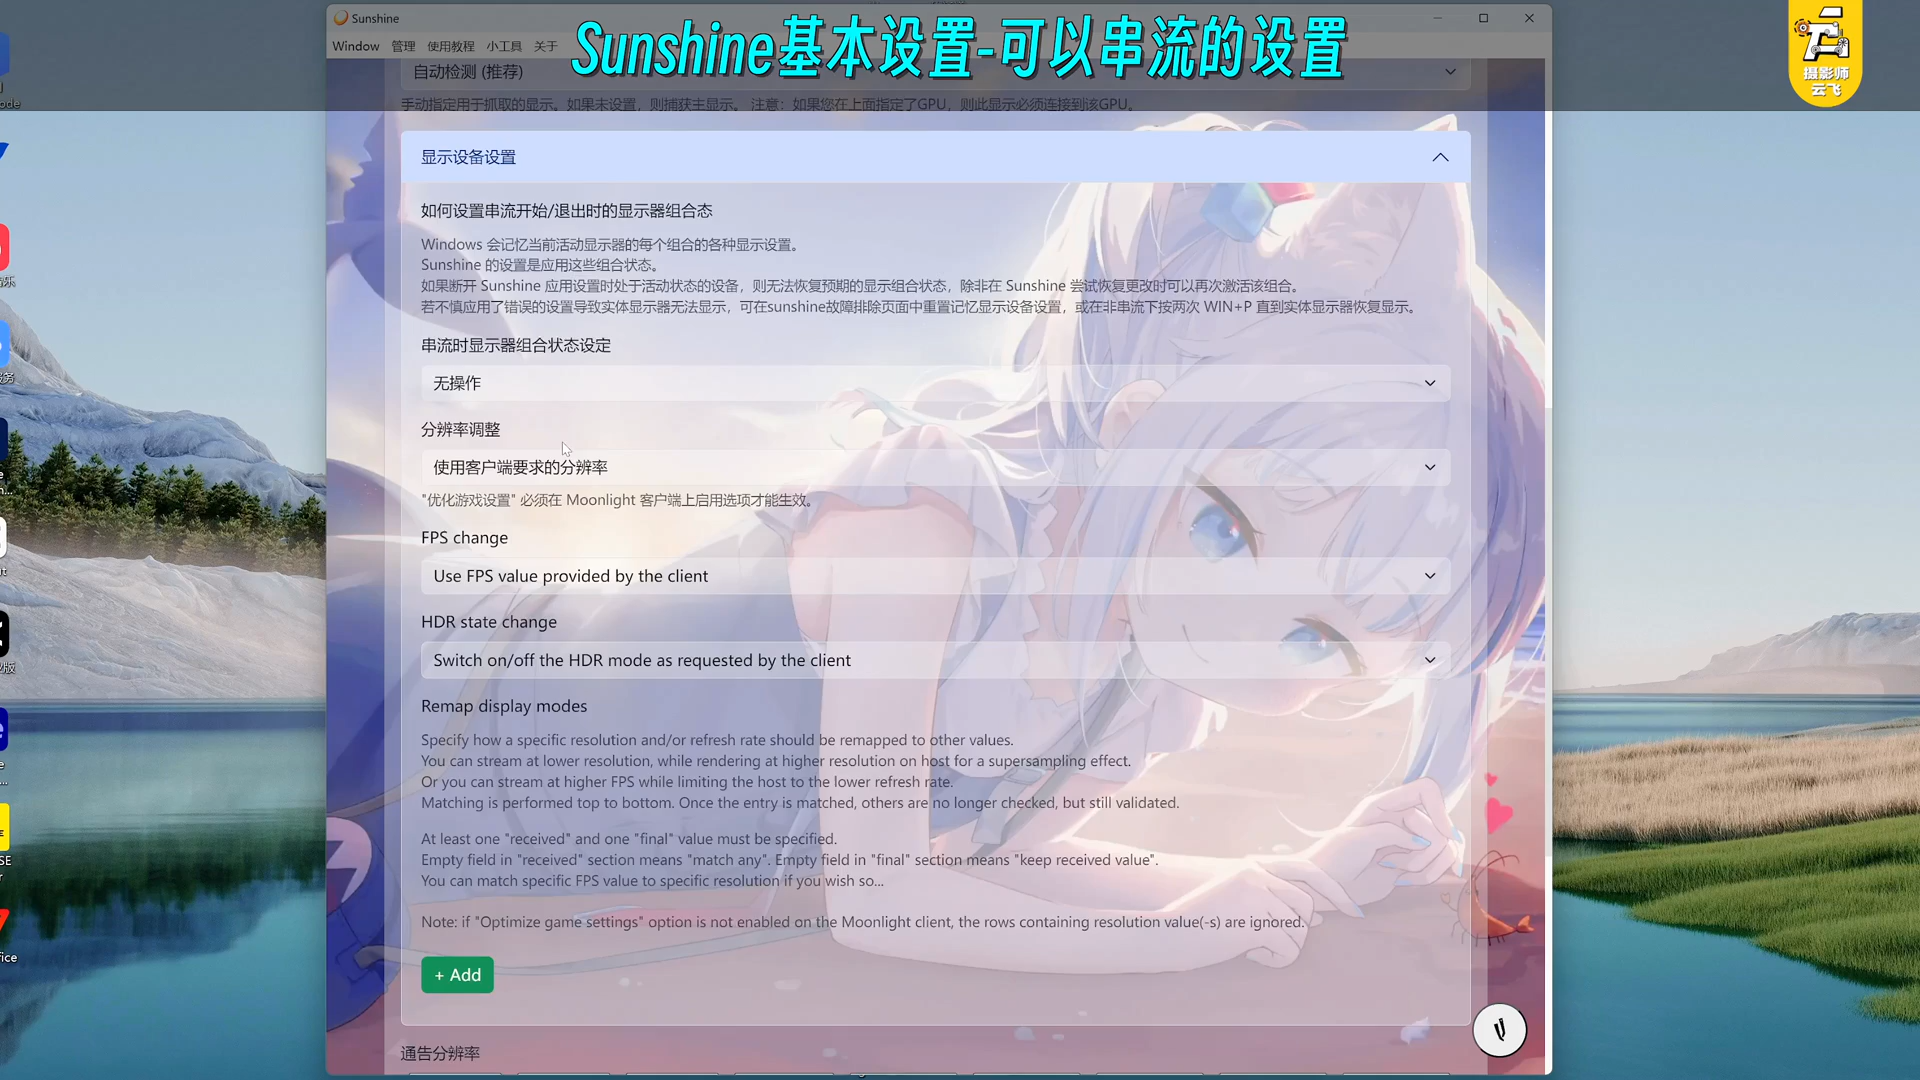 Sunshine
Sunshine基本设置-可以串流的设置
摄影师
云飞
Window 管理 使用教程 小工具 关于
自动检测 (推荐)
手动指定用于抓取的显示。如果未设置，则捕获主显示。 注意：如果您在上面指定了GPU，则此显示必须连接到该GPU。
显示设备设置
如何设置串流开始/退出时的显示器组合态
Windows 会记忆当前活动显示器的每个组合的各种显示设置。
Sunshine 的设置是应用这些组合状态。
如果断开 Sunshine 应用设置时处于活动状态的设备，则无法恢复预期的显示组合状态，除非在 Sunshine 尝试恢复更改时可以再次激活该组合。
若不慎应用了错误的设置导致实体显示器无法显示，可在sunshine故障排除页面中重置记忆显示设备设置，或在非串流下按两次 WIN+P 直到实体显示器恢复显示。
串流时显示器组合状态设定
无操作
分辨率调整
使用客户端要求的分辨率
"优化游戏设置" 必须在 Moonlight 客户端上启用选项才能生效。
FPS change
Use FPS value provided by the client
HDR state change
Switch on/off the HDR mode as requested by the client
Remap display modes
Specify how a specific resolution and/or refresh rate should be remapped to other values.
You can stream at lower resolution, while rendering at higher resolution on host for a supersampling effect.
Or you can stream at higher FPS while limiting the host to the lower refresh rate.
Matching is performed top to bottom. Once the entry is matched, others are no longer checked, but still validated.
At least one "received" and one "final" value must be specified.
Empty field in "received" section means "match any". Empty field in "final" section means "keep received value".
You can match specific FPS value to specific resolution if you wish so...
Note: if "Optimize game settings" option is not enabled on the Moonlight client, the rows containing resolution value(-s) are ignored.
+ Add
通告分辨率